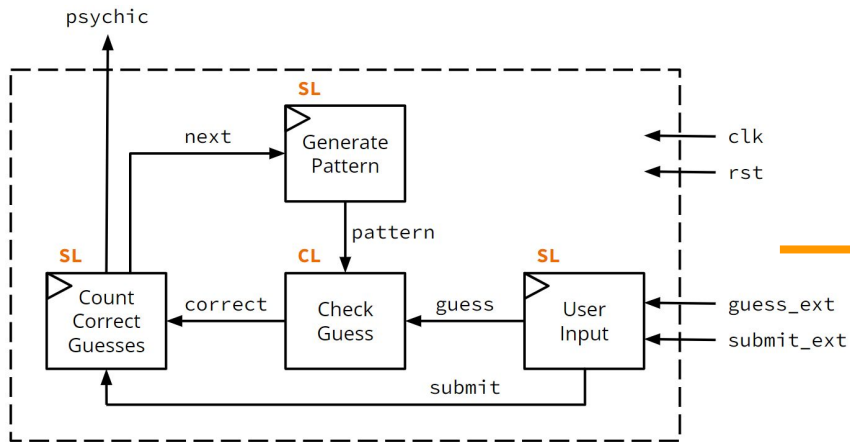 psychic
SL
next
Generate
Pattern
clk
rst
pattern
SL
CL
SL
Count
Correct
Guesses
correct
Check
Guess
guess
User
Input
guess_ext
submit_ext
submit